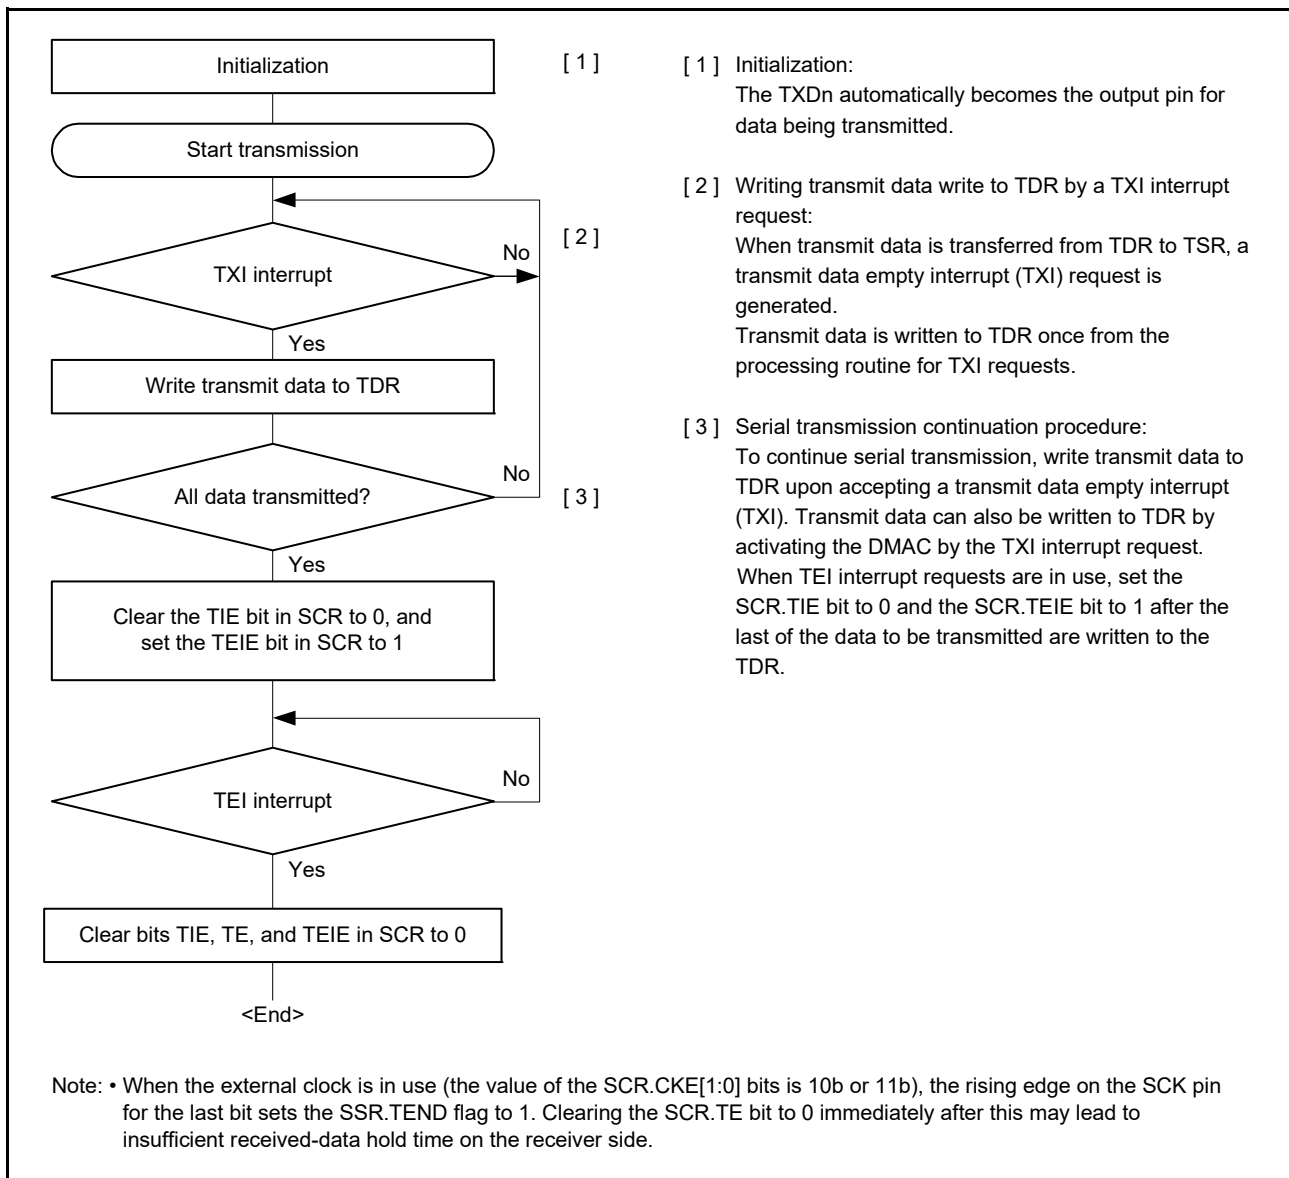 Initialization
[ 1 ]
Start transmission
TXI interrupt
No
[ 2 ]
Yes
Write transmit data to TDR
All data transmitted?
No
[ 3 ]
Yes
Clear the TIE bit in SCR to 0, and
set the TEIE bit in SCR to 1
TEI interrupt
No
Yes
Clear bits TIE, TE, and TEIE in SCR to 0
<End>
[ 1 ] Initialization:
The TXDn automatically becomes the output pin for
data being transmitted.
[ 2 ] Writing transmit data write to TDR by a TXI interrupt
request:
When transmit data is transferred from TDR to TSR, a
transmit data empty interrupt (TXI) request is
generated.
Transmit data is written to TDR once from the
processing routine for TXI requests.
[ 3 ] Serial transmission continuation procedure:
To continue serial transmission, write transmit data to
TDR upon accepting a transmit data empty interrupt
(TXI). Transmit data can also be written to TDR by
activating the DMAC by the TXI interrupt request.
When TEI interrupt requests are in use, set the
SCR.TIE bit to 0 and the SCR.TEIE bit to 1 after the
last of the data to be transmitted are written to the
TDR.
Note: • When the external clock is in use (the value of the SCR.CKE[1:0] bits is 10b or 11b), the rising edge on the SCK pin
for the last bit sets the SSR.TEND flag to 1. Clearing the SCR.TE bit to 0 immediately after this may lead to
insufficient received-data hold time on the receiver side.